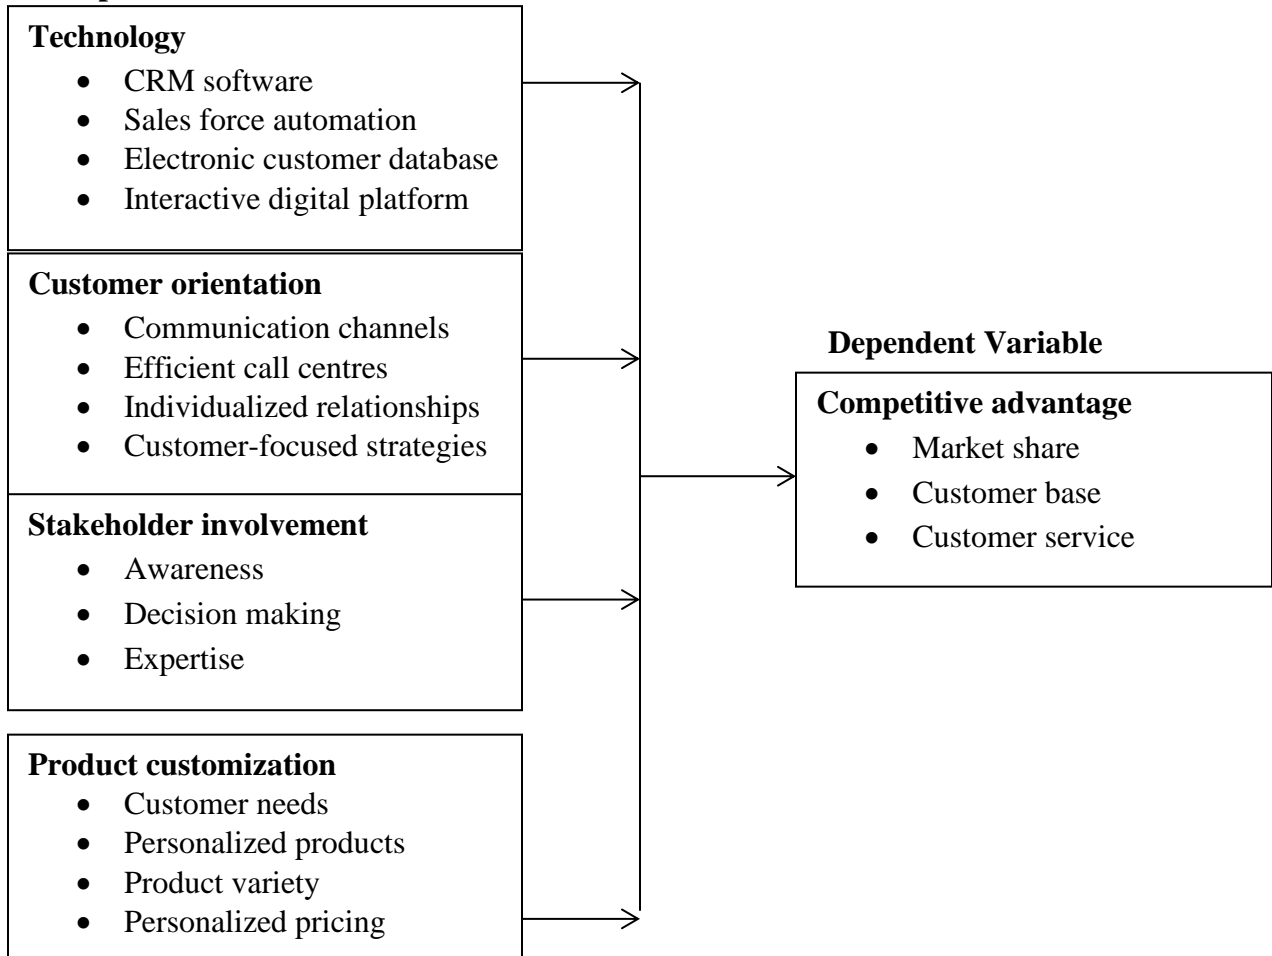 Technology
• CRM software
• Sales force automation
• Electronic customer database
• Interactive digital platform
Customer orientation
• Communication channels
• Efficient call centres
• Individualized relationships
• Customer-focused strategies
Stakeholder involvement
• Awareness
• Decision making
• Expertise
Product customization
• Customer needs
• Personalized products
• Product variety
• Personalized pricing
Dependent Variable
Competitive advantage
• Market share
• Customer base
• Customer service